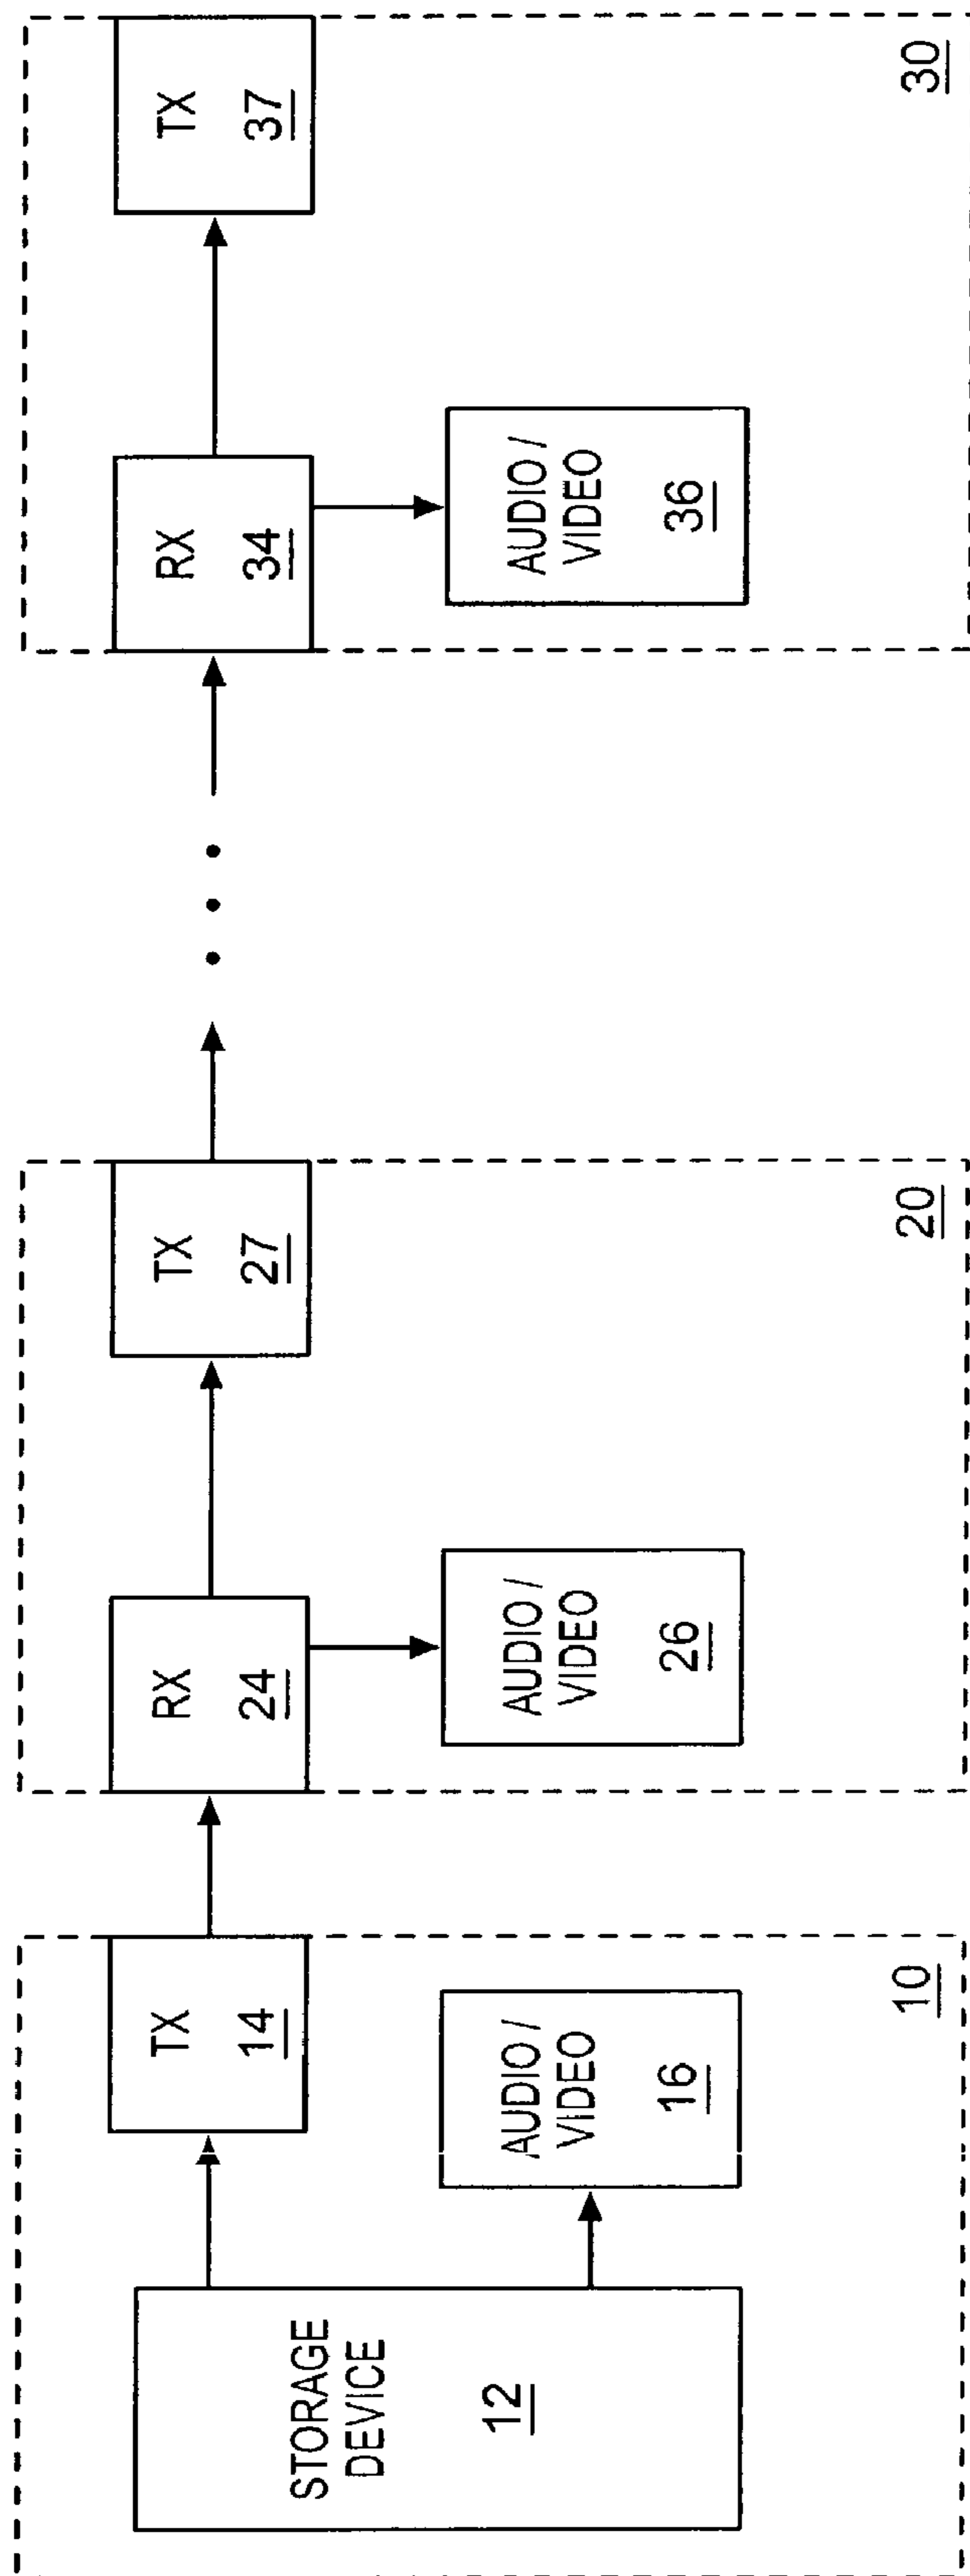 STORAGE
DEVICE
12
TX
14
AUDIO /
VIDEO
16
10
RX
24
AUDIO /
VIDEO
26
TX
27
20
RX
34
AUDIO /
VIDEO
36
TX
37
30